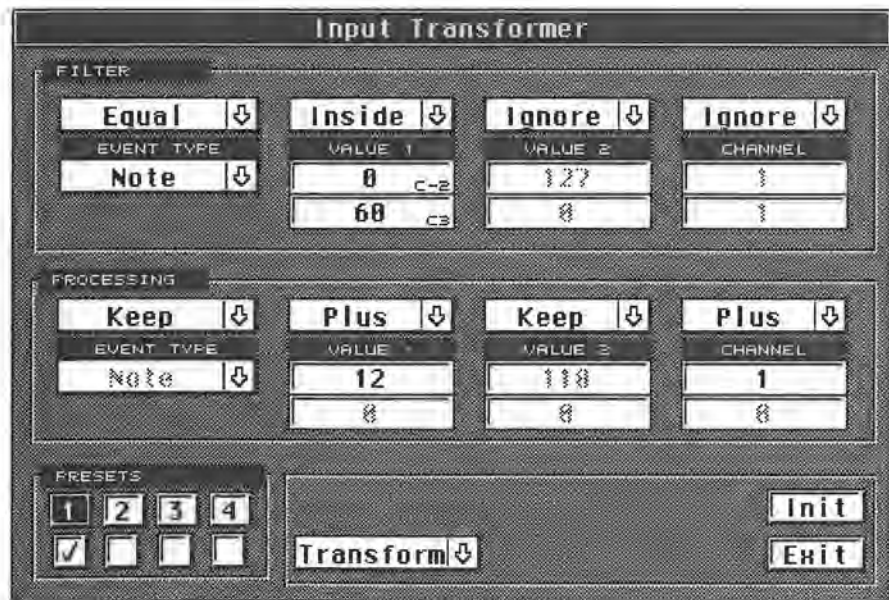 Input Transformer
FILTER
Equal Inside Ignore Ignore
EVENT TYPE VALUE 1 VALUE 2 CHANNEL
Note 0 C-2 127 1
60 C3 0 1
PROCESSING
Keep Plus Keep Plus
EVENT TYPE VALUE 1 VALUE 2 CHANNEL
Note 12 110 1
0 0 0
PRESETS
1 2 3 4
Init
Transform Exit